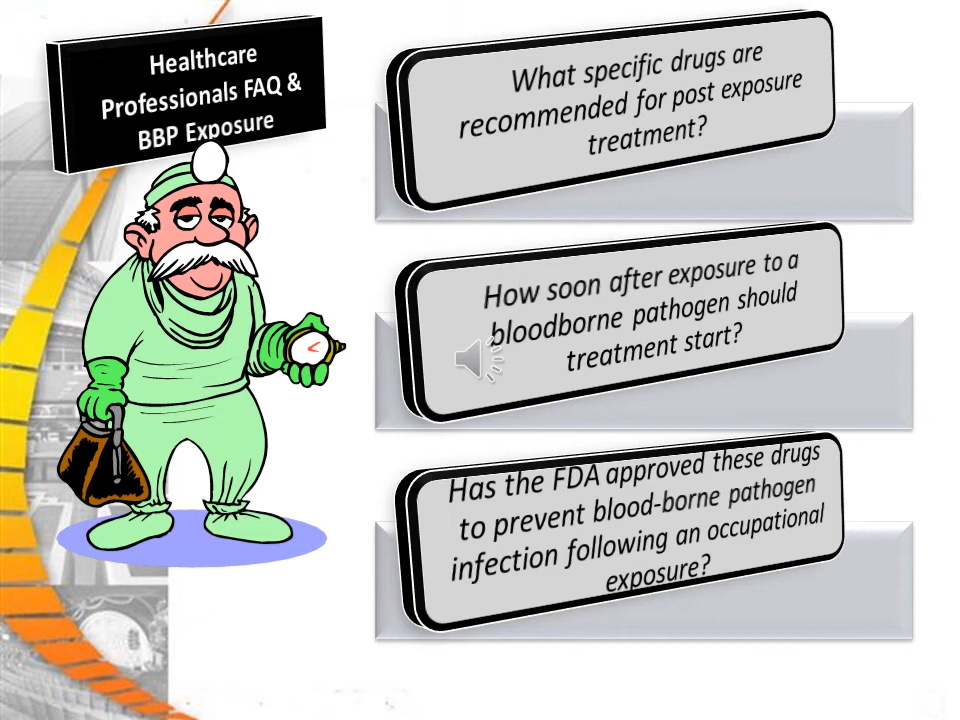 Healthcare
Professionals FAQ &
BBP Exposure
What specific drugs are
recommended for post exposure
treatment?
How soon after exposure to a
bloodborne pathogen should
treatment start?
Has the FDA approved these drugs
to prevent blood-borne pathogen
infection following an occupational
exposure?